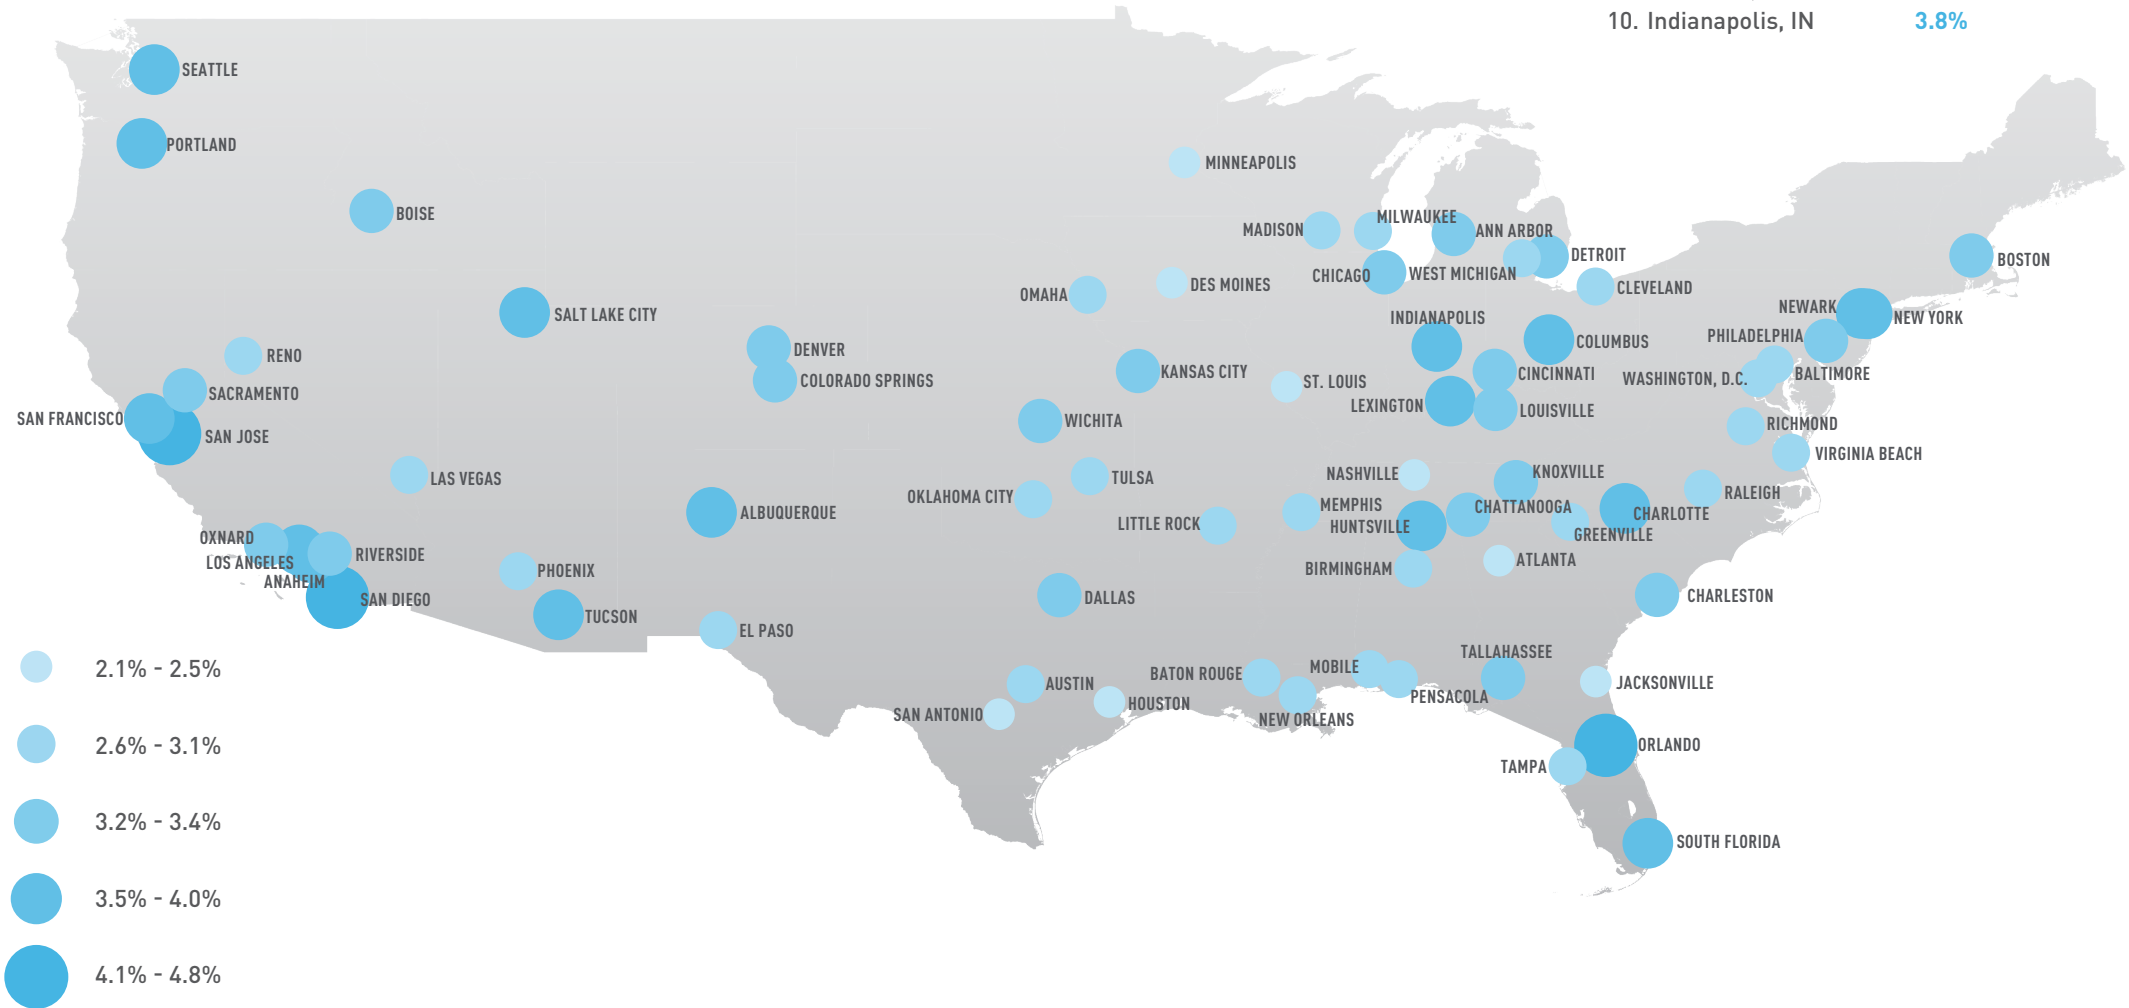 10. Indianapolis, IN 3.8%
SEATTLE
PORTLAND
MINNEAPOLIS
BOISE
MILWAUKEE
MADISON
ANN ARBOR
DETROIT
BOSTON
CHICAGO
WEST MICHIGAN
DES MOINES
CLEVELAND
OMAHA
NEWARK
SALT LAKE CITY
INDIANAPOLIS
NEW YORK
PHILADELPHIA
COLUMBUS
DENVER
RENO
KANSAS CITY
CINCINNATI
BALTIMORE
WASHINGTON, D.C.
COLORADO SPRINGS
ST. LOUIS
SACRAMENTO
LEXINGTON
LOUISVILLE
SAN FRANCISCO
WICHITA
RICHMOND
SAN JOSE
VIRGINIA BEACH
KNOXVILLE
NASHVILLE
LAS VEGAS
TULSA
RALEIGH
OKLAHOMA CITY
MEMPHIS
CHATTANOOGA
ALBUQUERQUE
CHARLOTTE
LITTLE ROCK
HUNTSVILLE
GREENVILLE
OXNARD
RIVERSIDE
LOS ANGELES
ATLANTA
BIRMINGHAM
PHOENIX
ANAHEIM
CHARLESTON
DALLAS
SAN DIEGO
TUCSON
EL PASO
TALLAHASSEE
MOBILE
2.1% - 2.5%
BATON ROUGE
AUSTIN
JACKSONVILLE
PENSACOLA
HOUSTON
SAN ANTONIO
NEW ORLEANS
2.6% - 3.1%
ORLANDO
TAMPA
3.2% - 3.4%
SOUTH FLORIDA
3.5% - 4.0%
4.1% - 4.8%